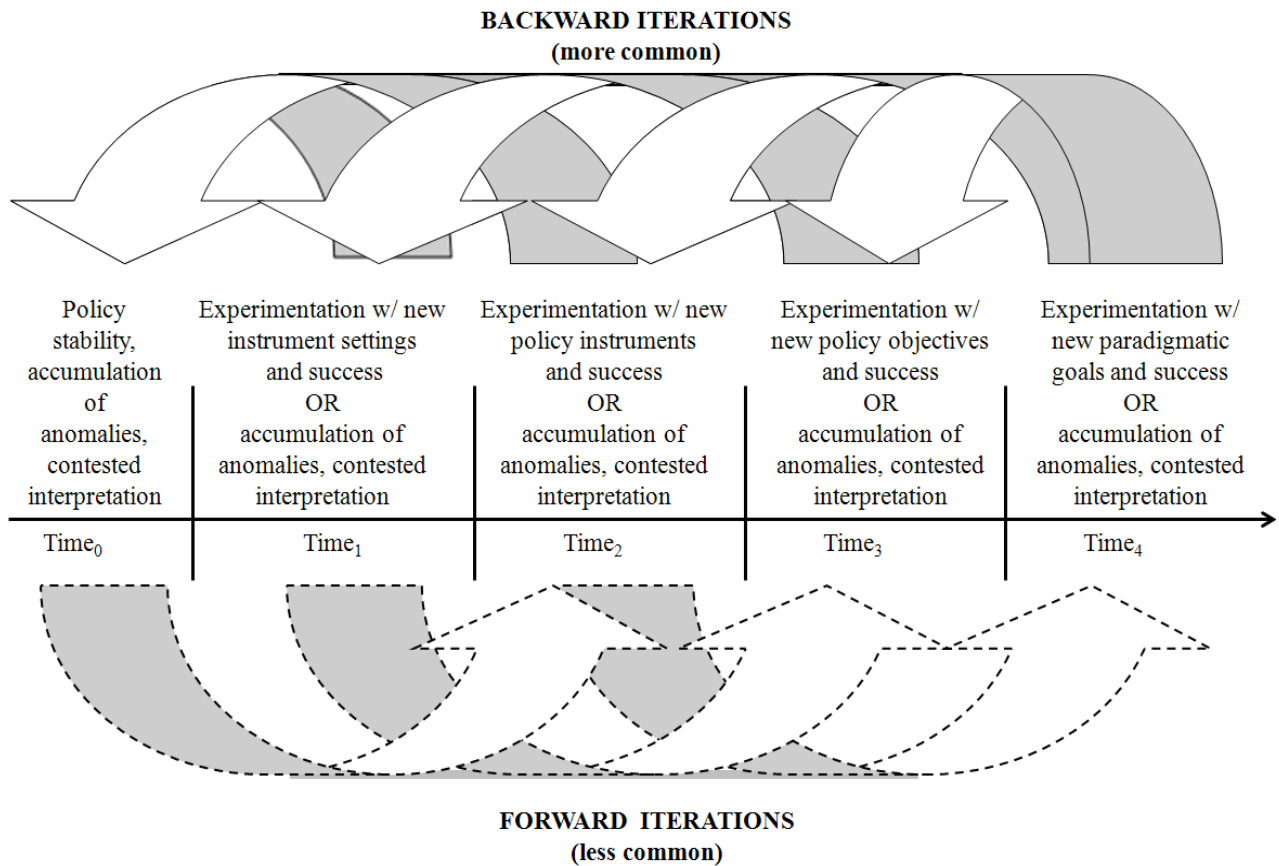 BACKWARD ITERATIONS
(more common)
Policy
stability,
accumulation
of
anomalies,
contested
interpretation
Experimentation w/ new
instrument settings
and success
OR
accumulation of
anomalies, contested
interpretation
Experimentation w/ new
policy instruments
and success
OR
accumulation of
anomalies, contested
interpretation
Experimentation w/
new policy objectives
and success
OR
accumulation of
anomalies, contested
interpretation
Experimentation w/
new paradigmatic
goals and success
OR
accumulation of
anomalies, contested
interpretation
Time₀
Time₁
Time₂
Time₃
Time₄
FORWARD ITERATIONS
(less common)